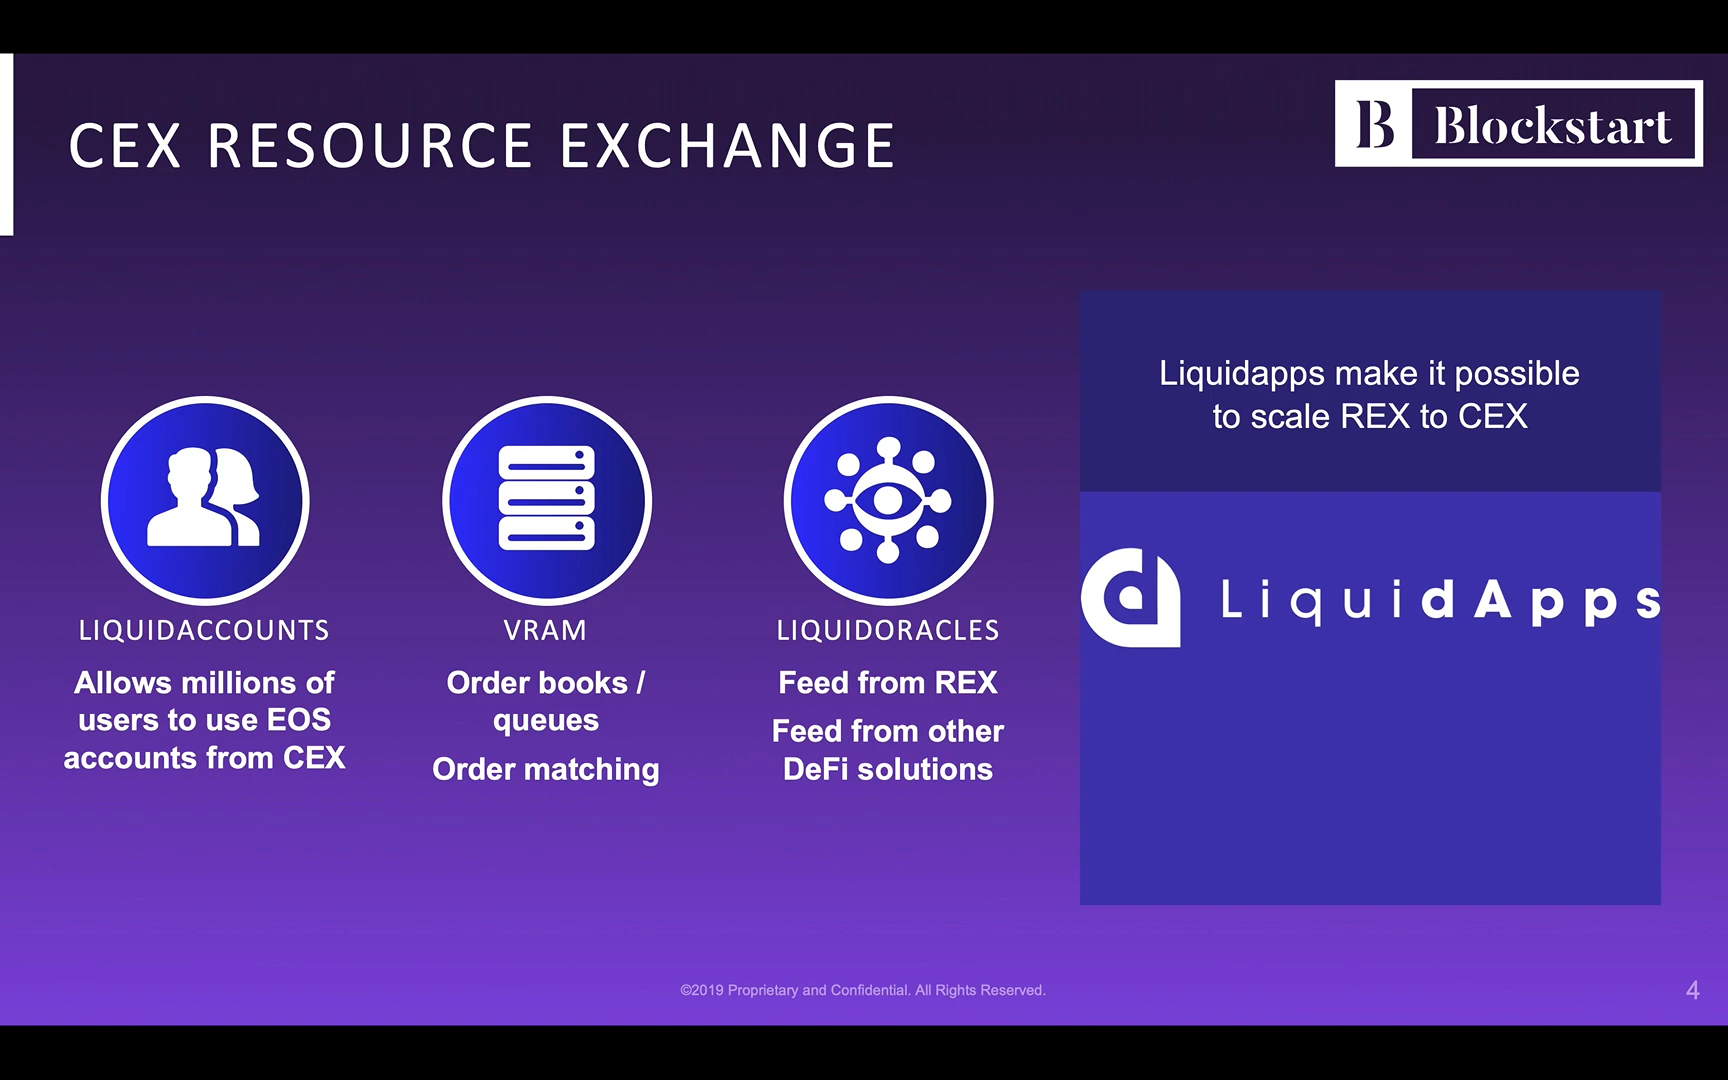 CEX RESOURCE EXCHANGE
B Blockstart
LIQUIDACCOUNTS
Allows millions of
users to use EOS
accounts from CEX
VRAM
Order books /
queues
Order matching
LIQUIDORACLES
Feed from REX
Feed from other
DeFi solutions
Liquidapps make it possible
to scale REX to CEX
LiquidApps
©2019 Proprietary and Confidential. All Rights Reserved.
4